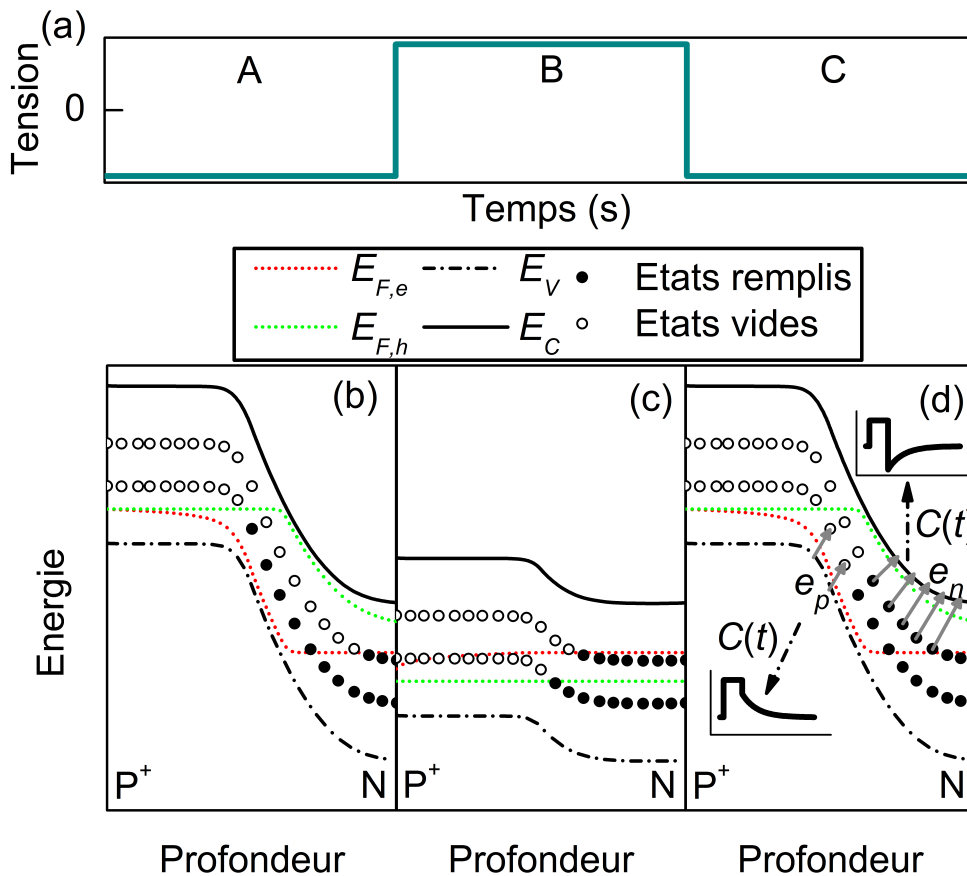 (a)
A B C
Tension
0
Temps (s)
E_F,e E_V Etats remplis
E_F,h E_C Etats vides
(b) (c) (d)
C(t)
e_p e_n
C(t)
Energie
P⁺ N P⁺ N P⁺ N
Profondeur Profondeur Profondeur